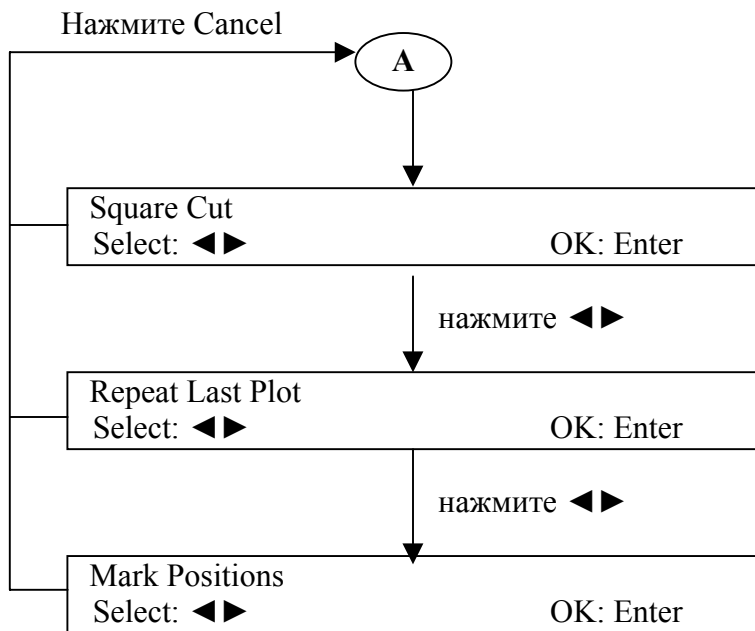 Нажмите Cancel
A
Square Cut
Select: ◄► OK: Enter
нажмите ◄►
Repeat Last Plot
Select: ◄► OK: Enter
нажмите ◄►
Mark Positions
Select: ◄► OK: Enter